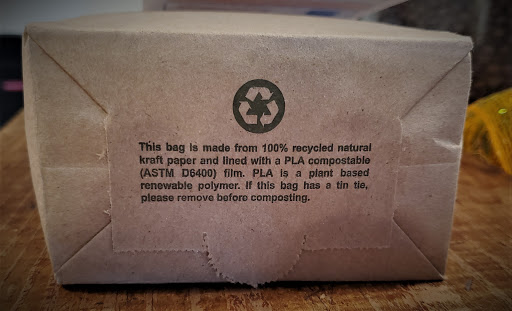 This bag is made from 100% recycled natural
kraft paper and lined with a PLA compostable
(ASTM D6400) film. PLA is a plant based
renewable polymer. If this bag has a tin tie,
please remove before composting.